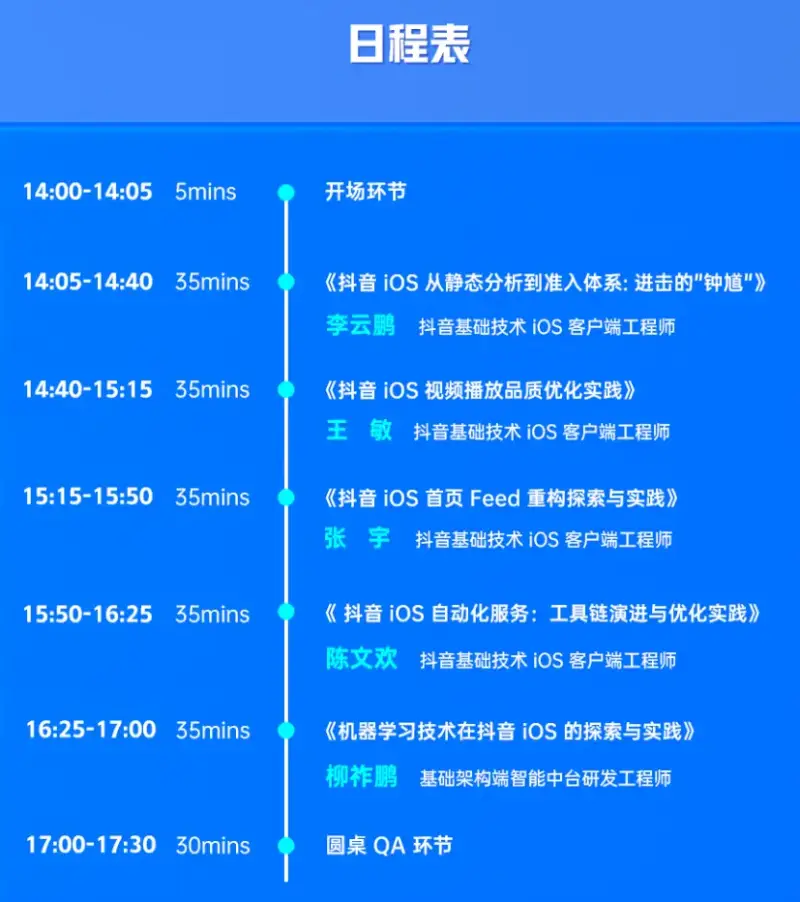 日程表
14:00-14:05 5mins 开场环节
14:05-14:40 35mins 《抖音 iOS 从静态分析到准入体系: 进击的"钟馗"》
李云鹏 抖音基础技术 iOS 客户端工程师
14:40-15:15 35mins 《抖音 iOS 视频播放品质优化实践》
王 敏 抖音基础技术 iOS 客户端工程师
15:15-15:50 35mins 《抖音 iOS 首页 Feed 重构探索与实践》
张 宇 抖音基础技术 iOS 客户端工程师
15:50-16:25 35mins 《 抖音 iOS 自动化服务：工具链演进与优化实践》
陈文欢 抖音基础技术 iOS 客户端工程师
16:25-17:00 35mins 《机器学习技术在抖音 iOS 的探索与实践》
柳祚鹏 基础架构端智能中台研发工程师
17:00-17:30 30mins 圆桌 QA 环节